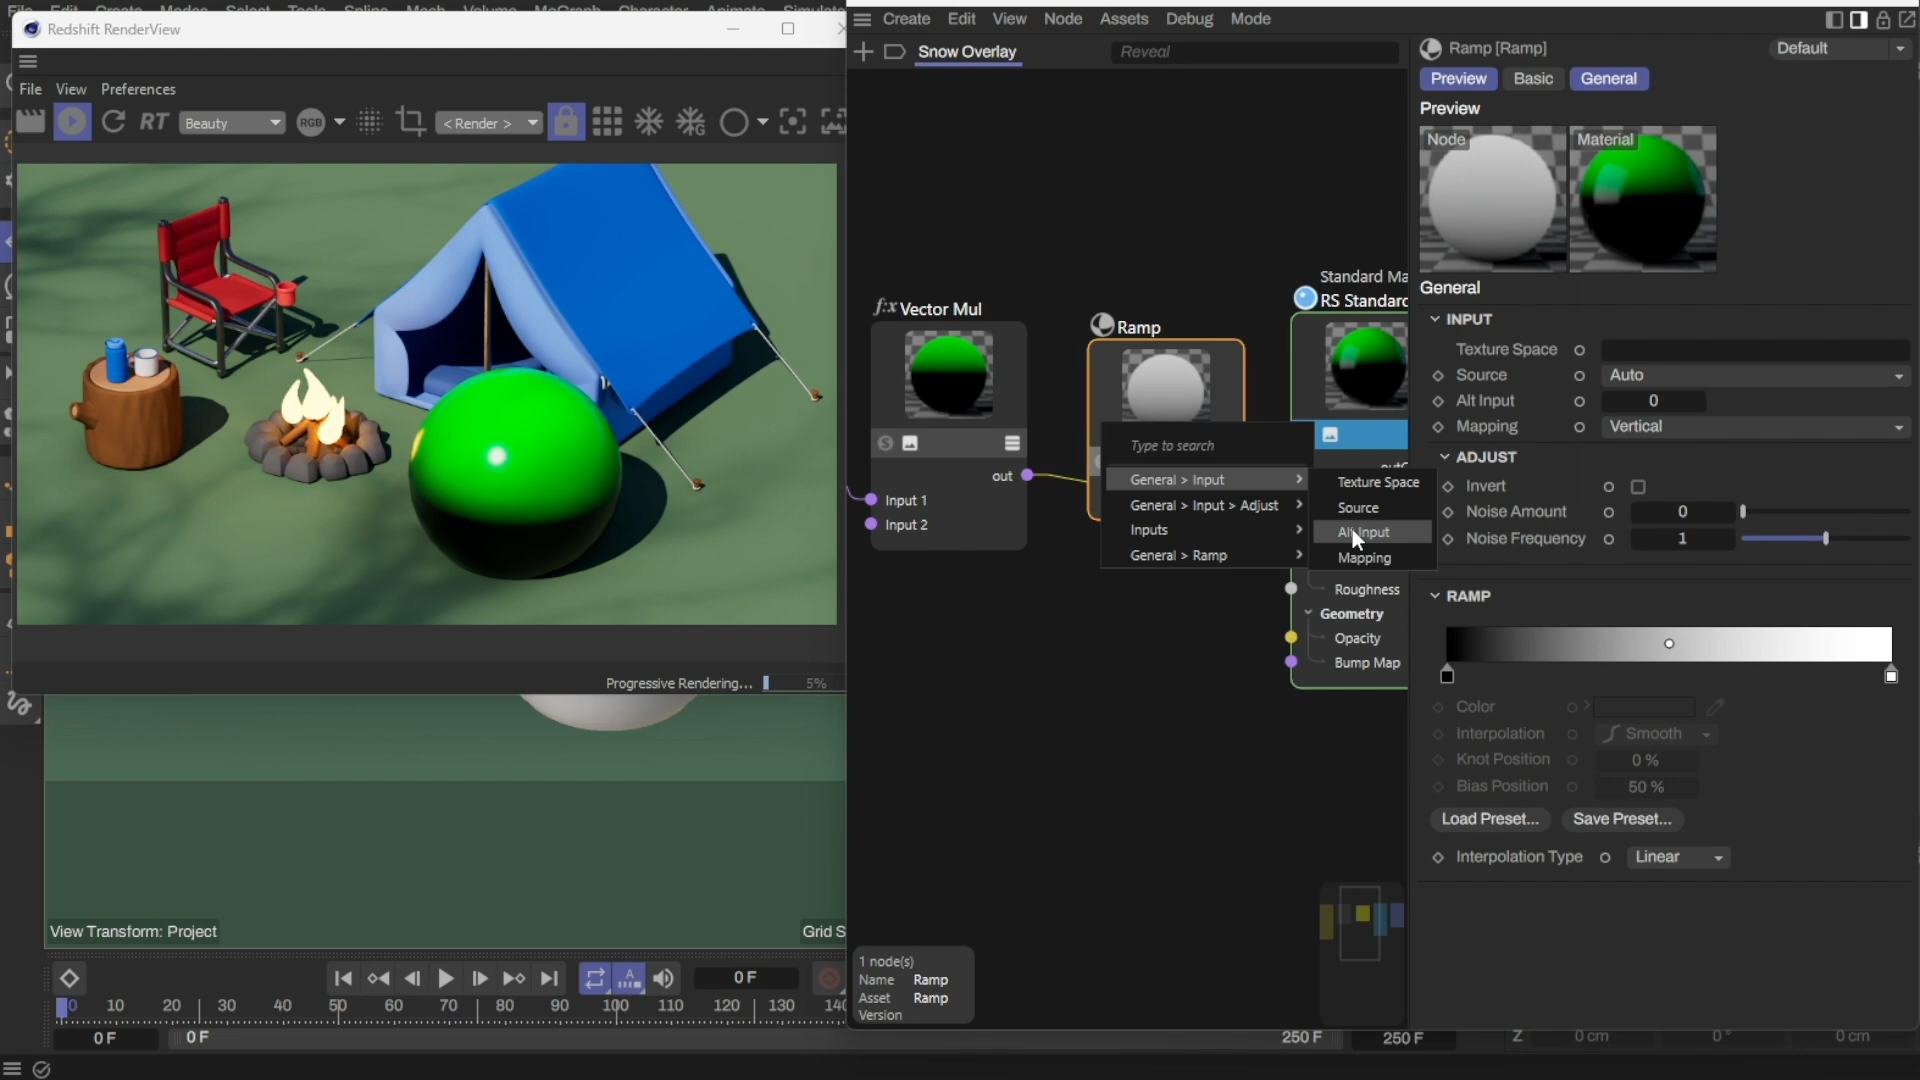 Redshift RenderView
File View Preferences
RT Beauty RGB < Render >
Progressive Rendering... 5%
View Transform: Project
Grid S
0 F
0 10 20 30 40 50 60 70 80 90 100 110 120 130 140
0 F 0 F 250 F 250 F
Z 0 cm 0° 0 cm
Create Edit View Node Assets Debug Mode
Snow Overlay
Reveal
Vector Mul
out
Input 1
Input 2
Ramp
Standard Ma
RS Standard
Type to search
General > Input
General > Input > Adjust
Inputs
General > Ramp
Texture Space
Source
Alt Input
Mapping
Roughness
Geometry
Opacity
Bump Map
1 node(s)
Name Ramp
Asset Ramp
Version
Ramp [Ramp]
Default
Preview Basic General
Preview
Node Material
General
INPUT
Texture Space
Source Auto
Alt Input 0
Mapping Vertical
ADJUST
Invert
Noise Amount 0
Noise Frequency 1
RAMP
Color
Interpolation Smooth
Knot Position 0 %
Bias Position 50 %
Load Preset... Save Preset...
Interpolation Type Linear